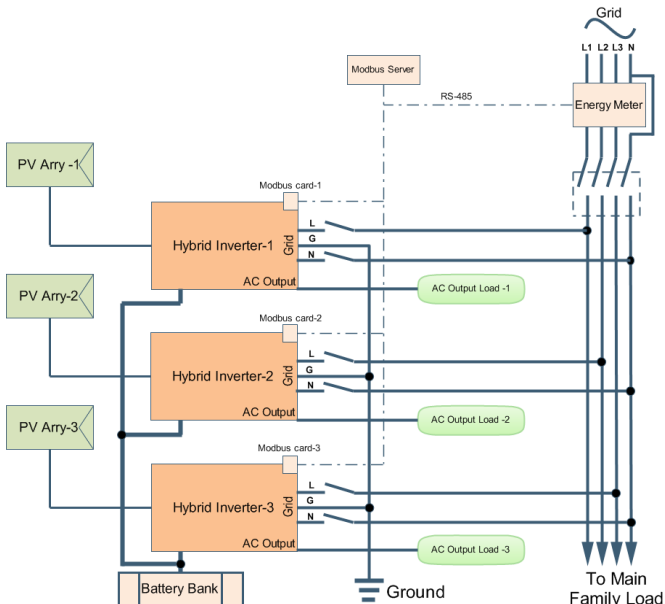 Grid
L1 L2 L3 N
Modbus Server
RS-485
Energy Meter
PV Arry -1
Modbus card-1
Hybrid Inverter-1
Grid
L
G
N
AC Output
AC Output Load -1
PV Arry-2
Modbus card-2
Hybrid Inverter-2
Grid
L
G
N
AC Output
AC Output Load -2
PV Arry-3
Modbus card-3
Hybrid Inverter-3
Grid
L
G
N
AC Output
AC Output Load -3
Battery Bank
Ground
To Main
Family Load